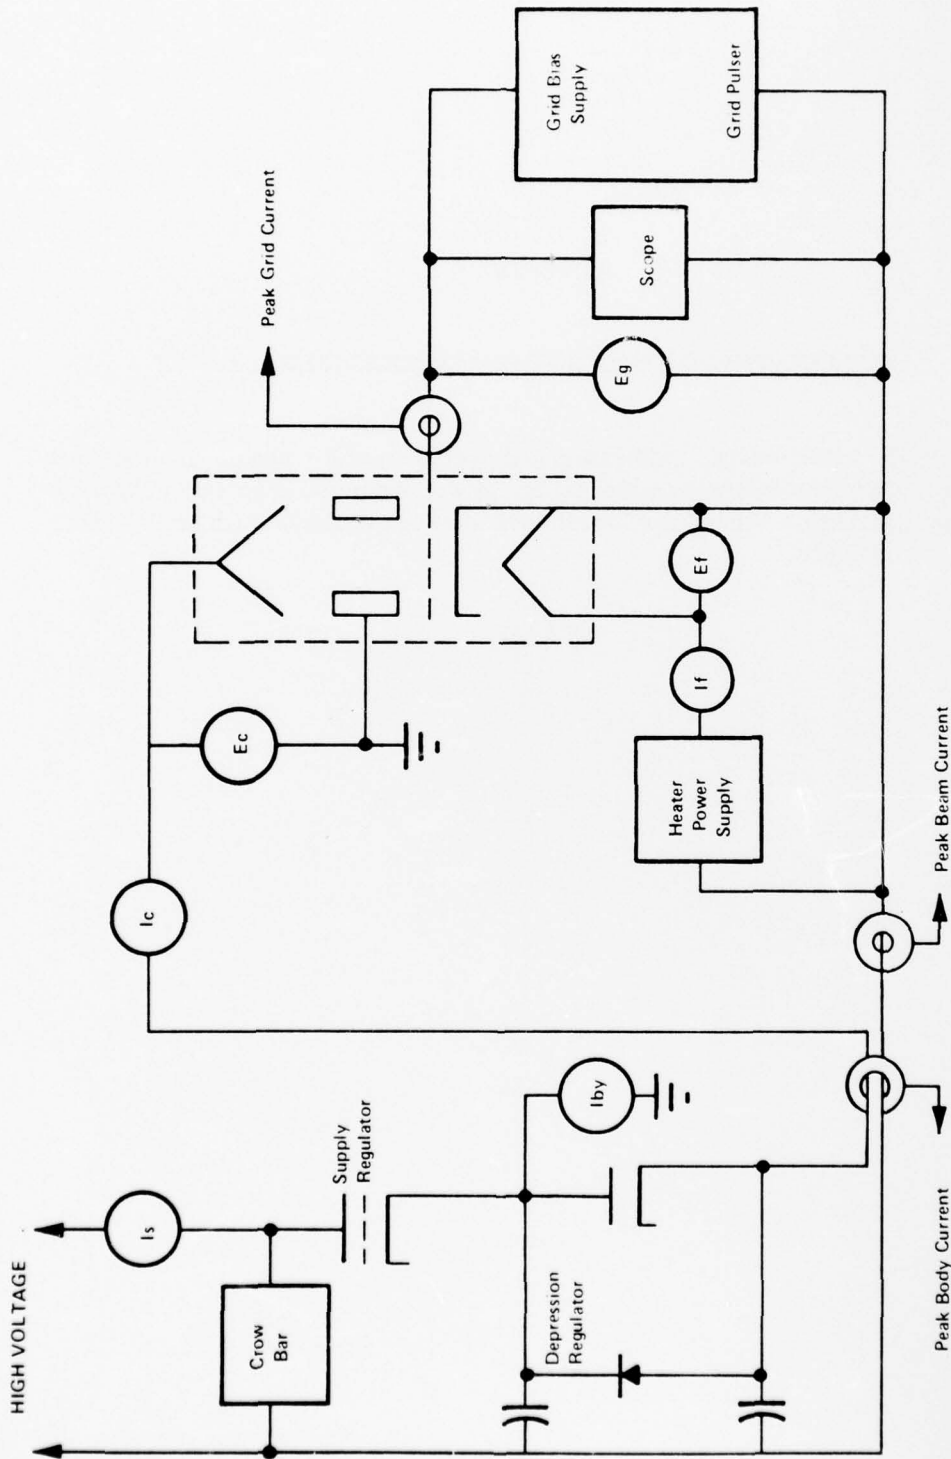 HIGH VOLTAGE
Is
Crow
Bar
Supply
Regulator
Iby
Depression
Regulator
Peak Body Current
Ic
Ec
Heater
Power
Supply
If
Ef
Peak Beam Current
Peak Grid Current
Eg
Scope
Grid Bias
Supply
Grid Pulser